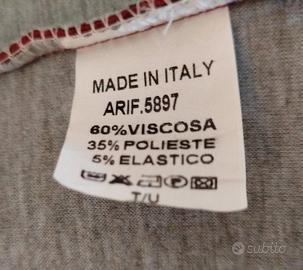 MADE IN ITALY
ARIF.5897
60%VISCOSA
35% POLIESTE
5% ELASTICO
T/U
subito